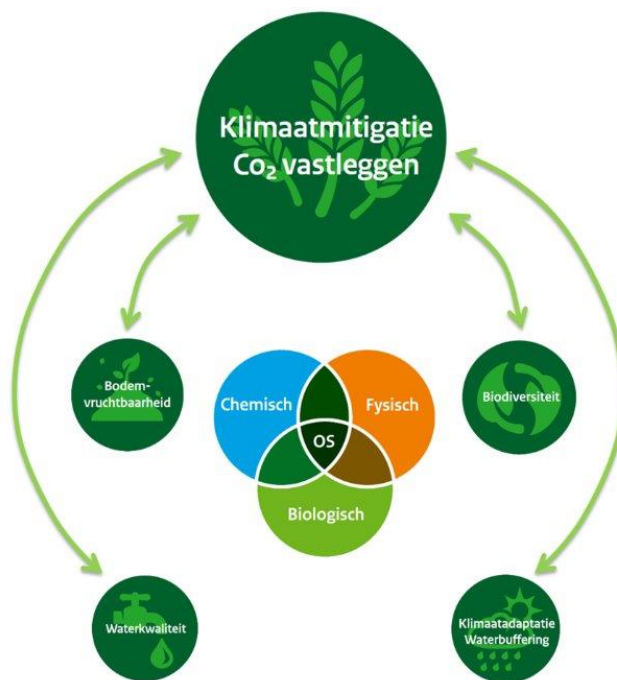 Klimaatmitigatie
Co₂ vastleggen
Bodem-
vruchtbaarheid
Chemisch
Fysisch
OS
Biologisch
Biodiversiteit
Waterkwaliteit
Klimaatadaptatie
Waterbuffering